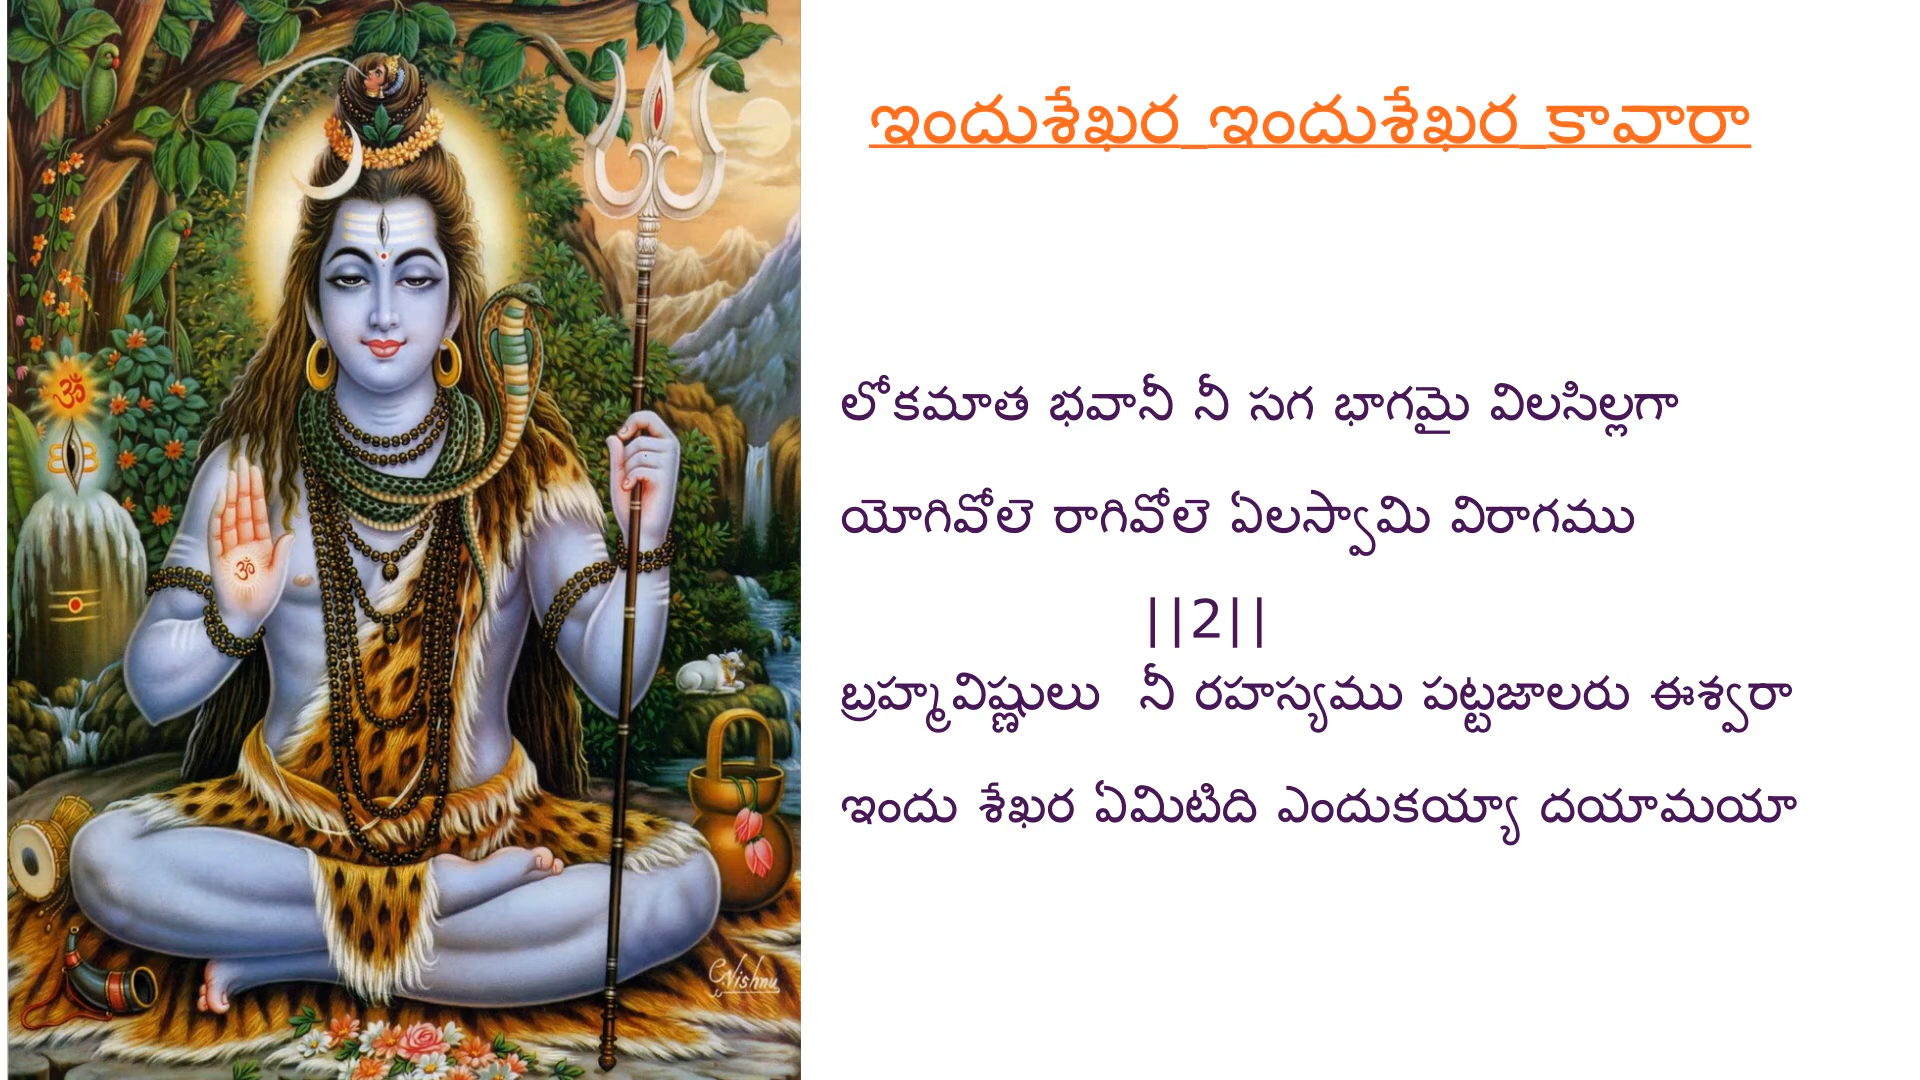 ఇందుశేఖర_ఇందుశేఖర_కావారా
లోకమాత భవానీ నీ సగ భాగమై విలసిల్లగా
యోగివోలె రాగివోలె ఏలస్వామి విరాగము
||2||
బ్రహ్మవిష్ణులు నీ రహస్యము పట్టజాలరు ఈశ్వరా
ఇందు శేఖర ఏమిటిది ఎందుకయ్యా దయామయా
ॐ
ॐ
C.Vishnu